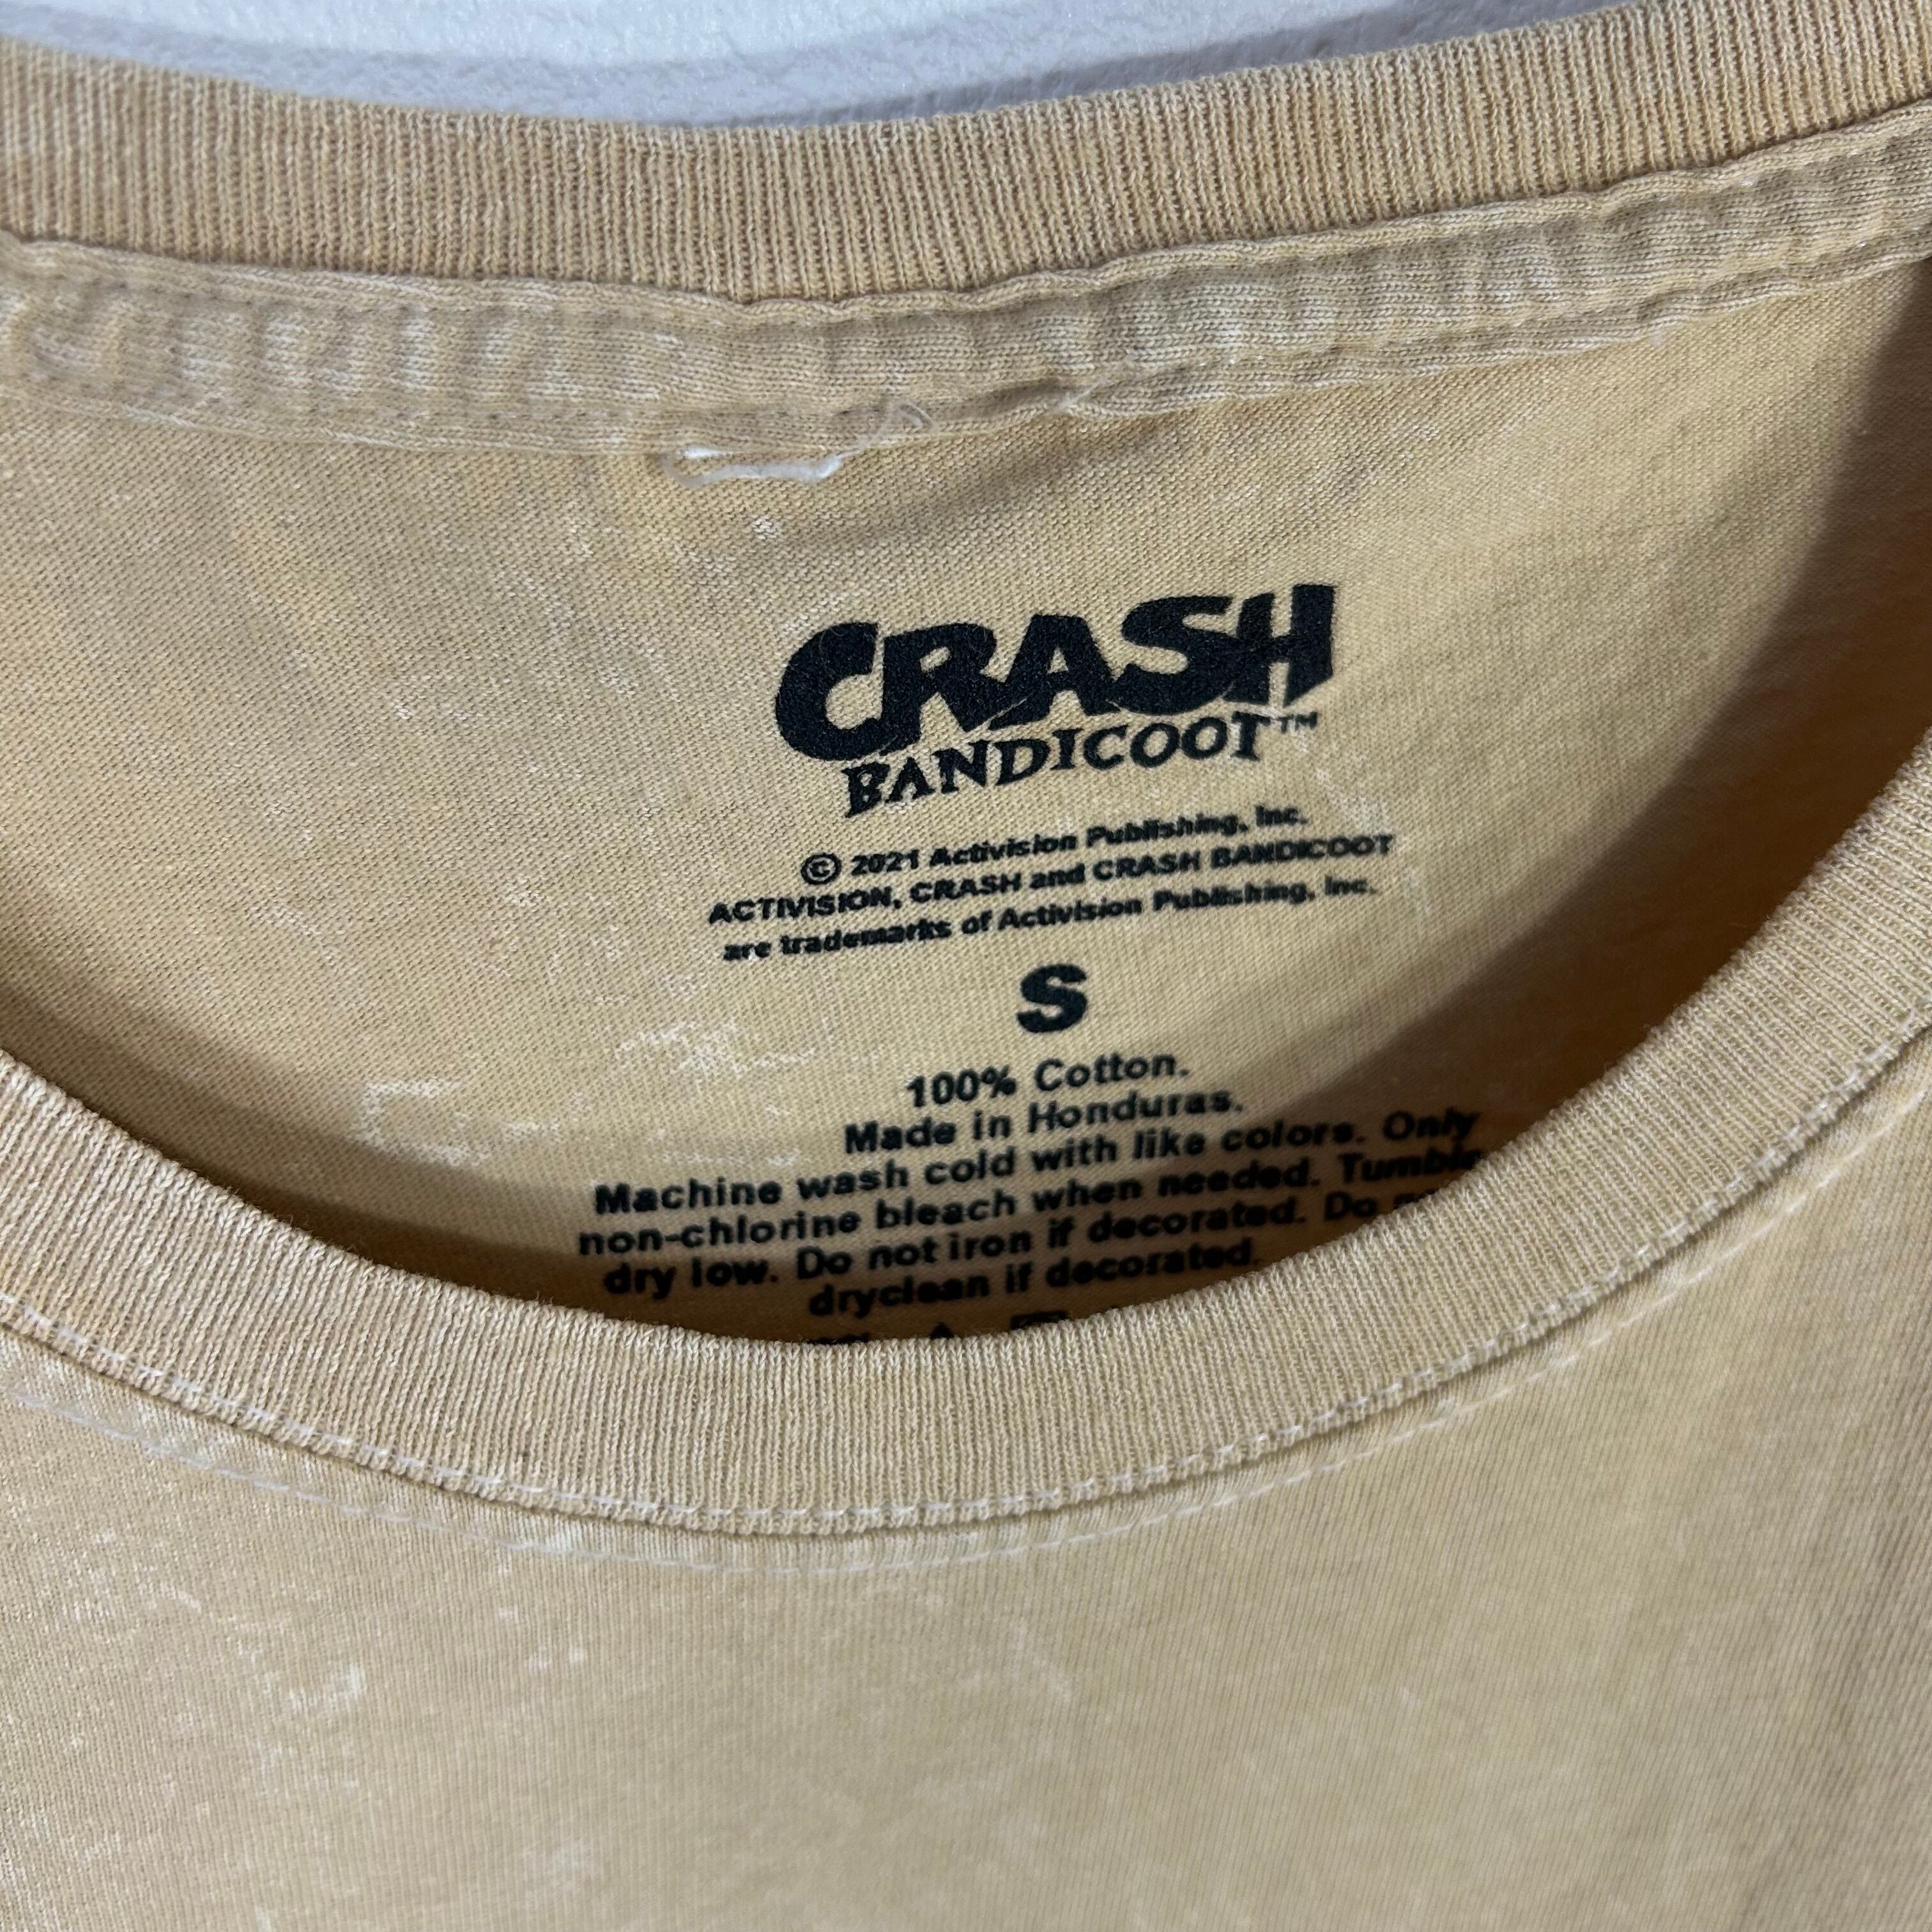 CRASH
BANDICOOT™
© 2021 Activision Publishing, Inc.
ACTIVISION, CRASH and CRASH BANDICOOT
are trademarks of Activision Publishing, Inc.
S
100% Cotton.
Made in Honduras.
Machine wash cold with like colors. Only
non-chlorine bleach when needed. Tumble
dry low. Do not iron if decorated. Do
dryclean if decorated.